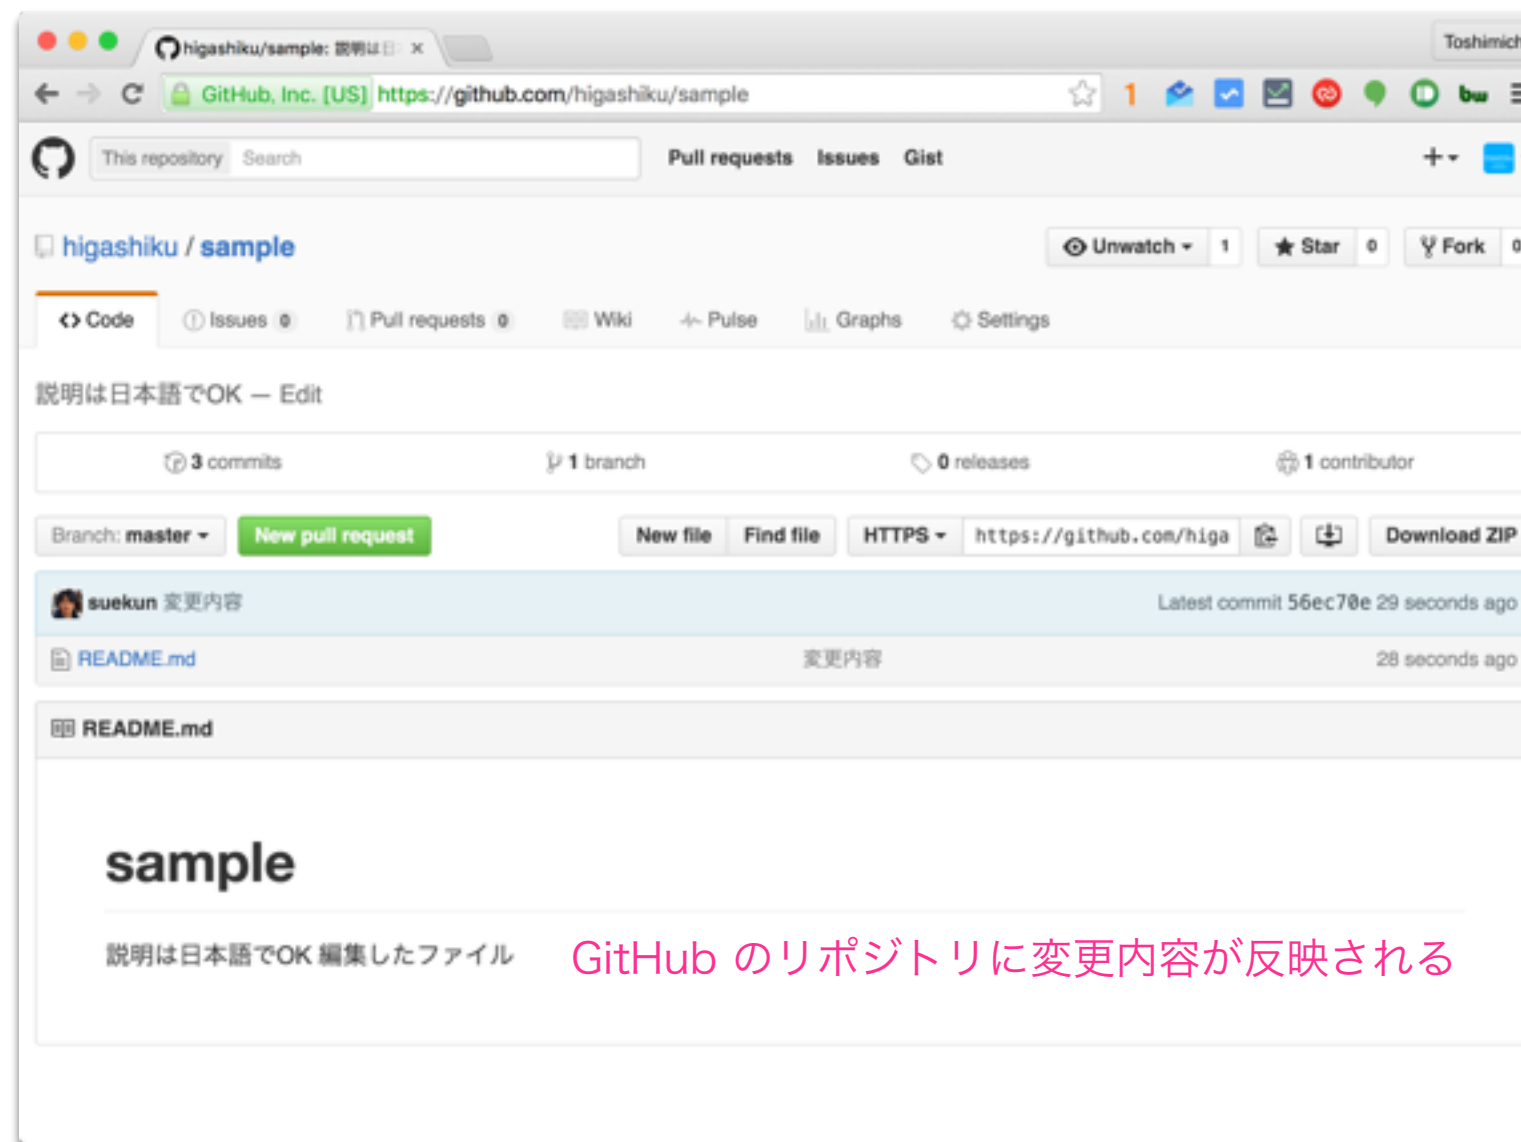 higashiku/sample: 説明は日
Toshimich
GitHub, Inc. [US] https://github.com/higashiku/sample
This repository Search Pull requests Issues Gist
higashiku / sample Unwatch 1 Star 0 Fork 0
Code Issues 0 Pull requests 0 Wiki Pulse Graphs Settings
説明は日本語でOK — Edit
3 commits 1 branch 0 releases 1 contributor
Branch: master New pull request New file Find file HTTPS https://github.com/higa Download ZIP
suekun 変更内容 Latest commit 56ec70e 29 seconds ago
README.md 変更内容 28 seconds ago
README.md
sample
説明は日本語でOK 編集したファイル GitHub のリポジトリに変更内容が反映される